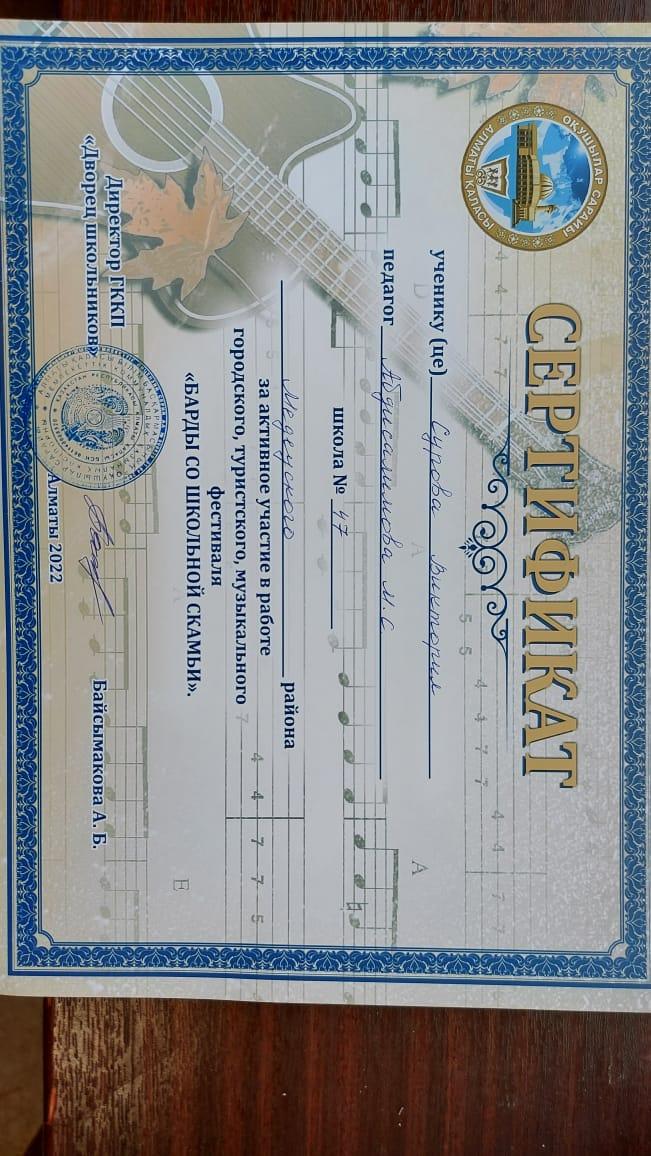 ОҚУШЫЛАР САРАЙЫ
АЛМАТЫ ҚАЛАСЫ
СЕРТИФИКАТ
ученику (це) Сурова Виктория
педагог Абдисалимова М.С
школа № 47
Медеуского района
за активное участие в работе
городского, туристского, музыкального
фестиваля
«БАРДЫ СО ШКОЛЬНОЙ СКАМЬИ».
Директор ГККП
«Дворец школьников»
Байсымакова А. Б.
Алматы 2022